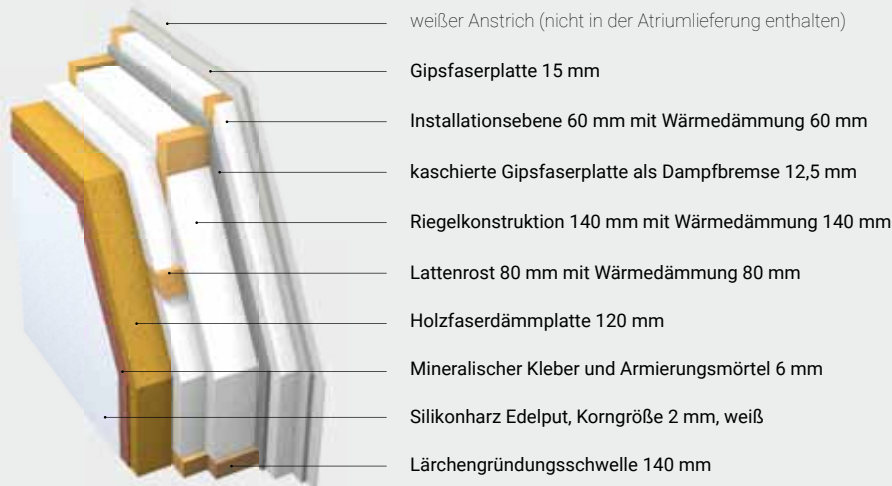 weißer Anstrich (nicht in der Atriumlieferung enthalten)
Gipsfaserplatte 15 mm
Installationsebene 60 mm mit Wärmedämmung 60 mm
kaschierte Gipsfaserplatte als Dampfbremse 12,5 mm
Riegelkonstruktion 140 mm mit Wärmedämmung 140 mm
Lattenrost 80 mm mit Wärmedämmung 80 mm
Holzfaserdämmplatte 120 mm
Mineralischer Kleber und Armierungsmörtel 6 mm
Silikonharz Edelput, Korngröße 2 mm, weiß
Lärchengründungsschwelle 140 mm